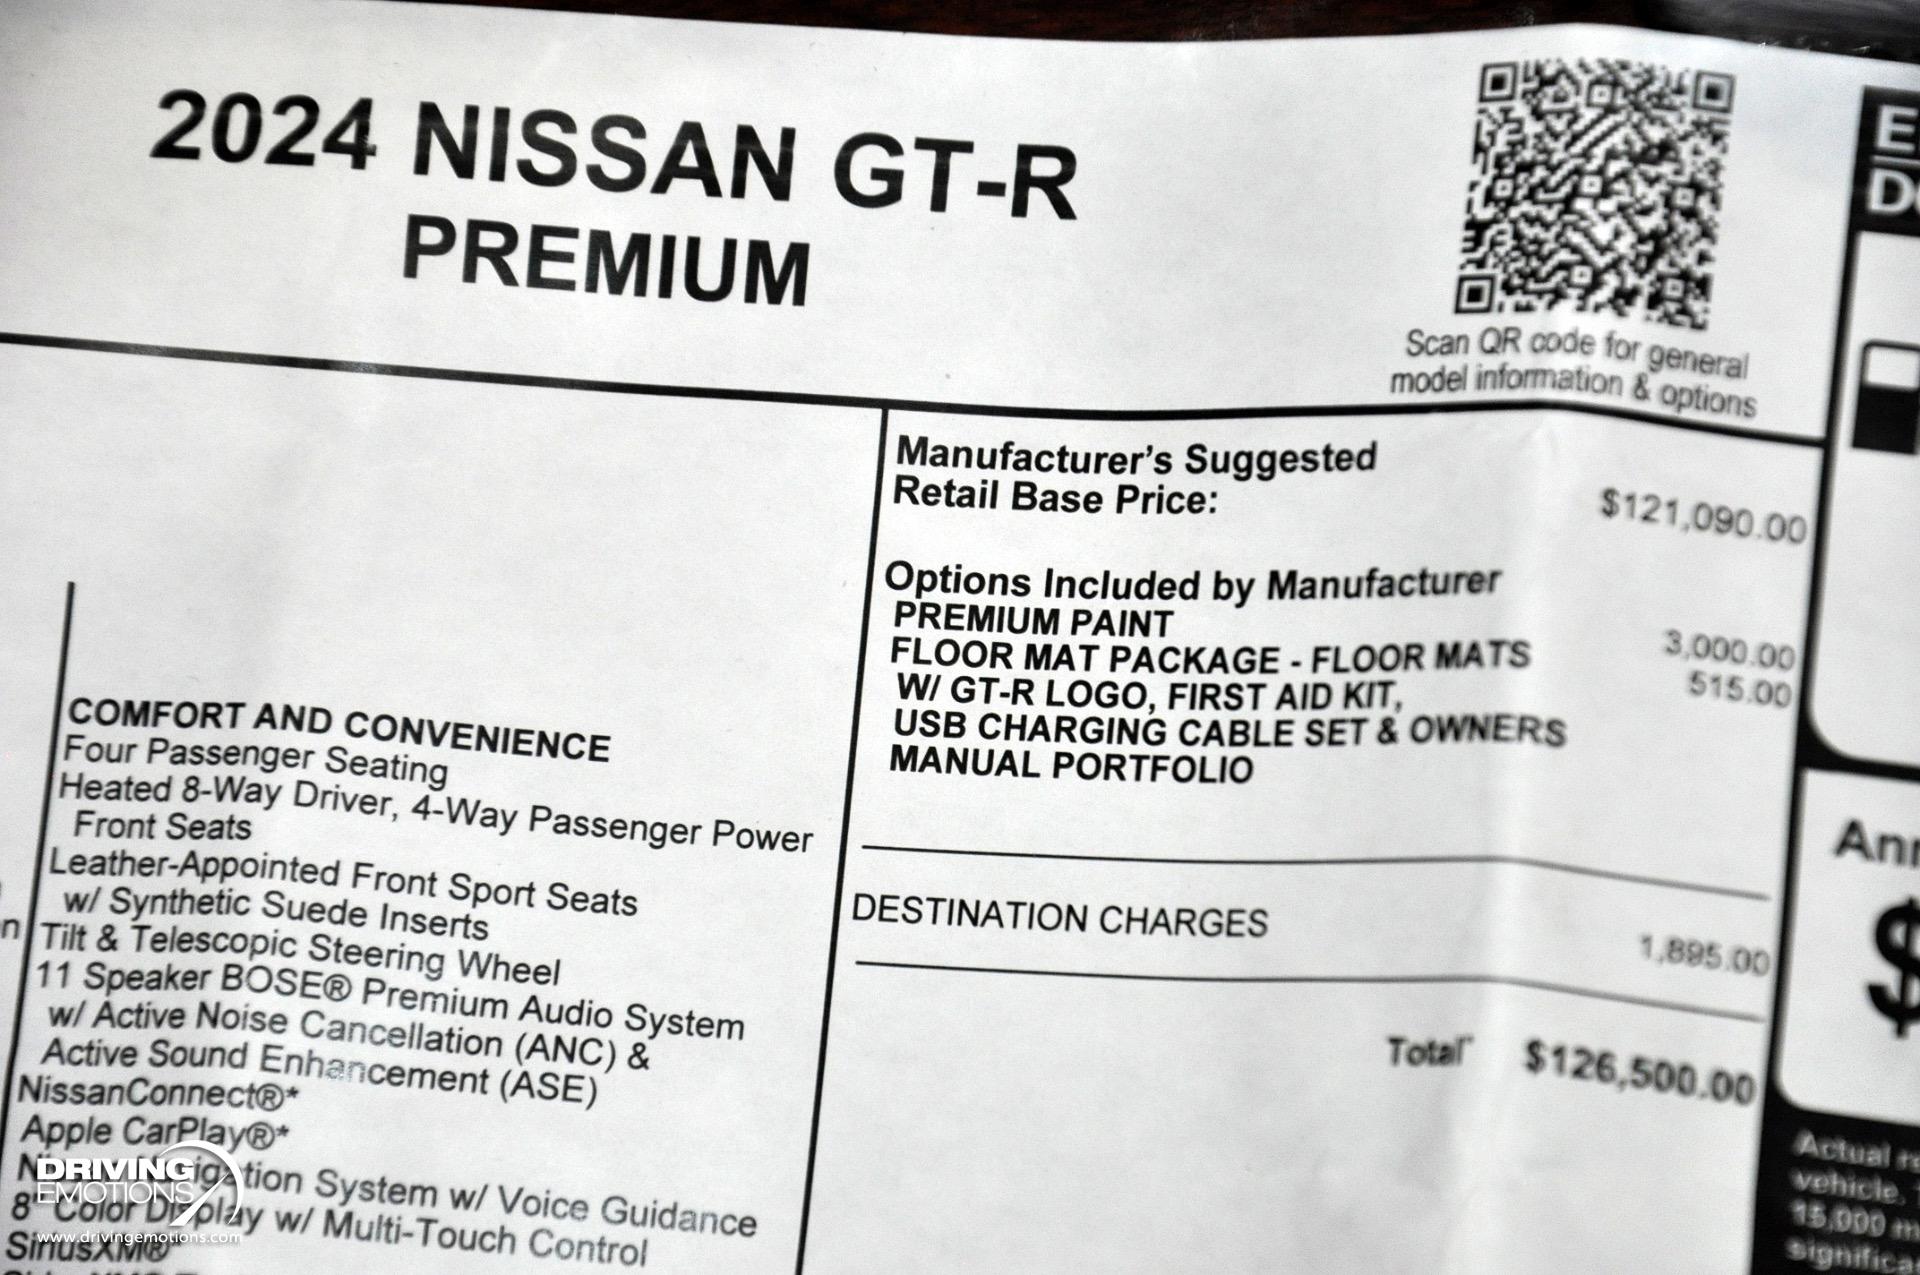 2024 NISSAN GT-R
PREMIUM
Scan QR code for general
model information & options
Manufacturer's Suggested
Retail Base Price: $121,090.00
Options Included by Manufacturer
PREMIUM PAINT 3,000.00
FLOOR MAT PACKAGE - FLOOR MATS 515.00
W/ GT-R LOGO, FIRST AID KIT,
USB CHARGING CABLE SET & OWNERS
MANUAL PORTFOLIO
DESTINATION CHARGES 1,895.00
Total* $126,500.00
COMFORT AND CONVENIENCE
Four Passenger Seating
Heated 8-Way Driver, 4-Way Passenger Power
Front Seats
Leather-Appointed Front Sport Seats
w/ Synthetic Suede Inserts
Tilt & Telescopic Steering Wheel
11 Speaker BOSE® Premium Audio System
w/ Active Noise Cancellation (ANC) &
Active Sound Enhancement (ASE)
NissanConnect®*
Apple CarPlay®*
System w/ Voice Guidance
8" Color Display w/ Multi-Touch Control
SiriusXM®*
$
Actual
vehicle.
15,000
DRIVING
EMOTIONS
www.drivingemotions.com